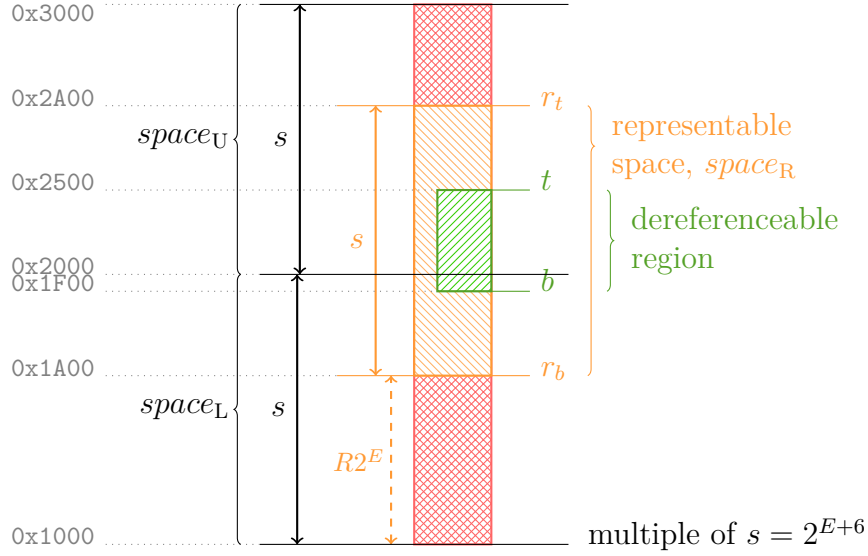 0x3000
0x2A00
r_t
representable
space, space_R
space_U
s
0x2500
t
dereferenceable
region
s
0x2000
0x1F00
b
0x1A00
r_b
space_L
s
R2^E
0x1000
multiple of s = 2^{E+6}